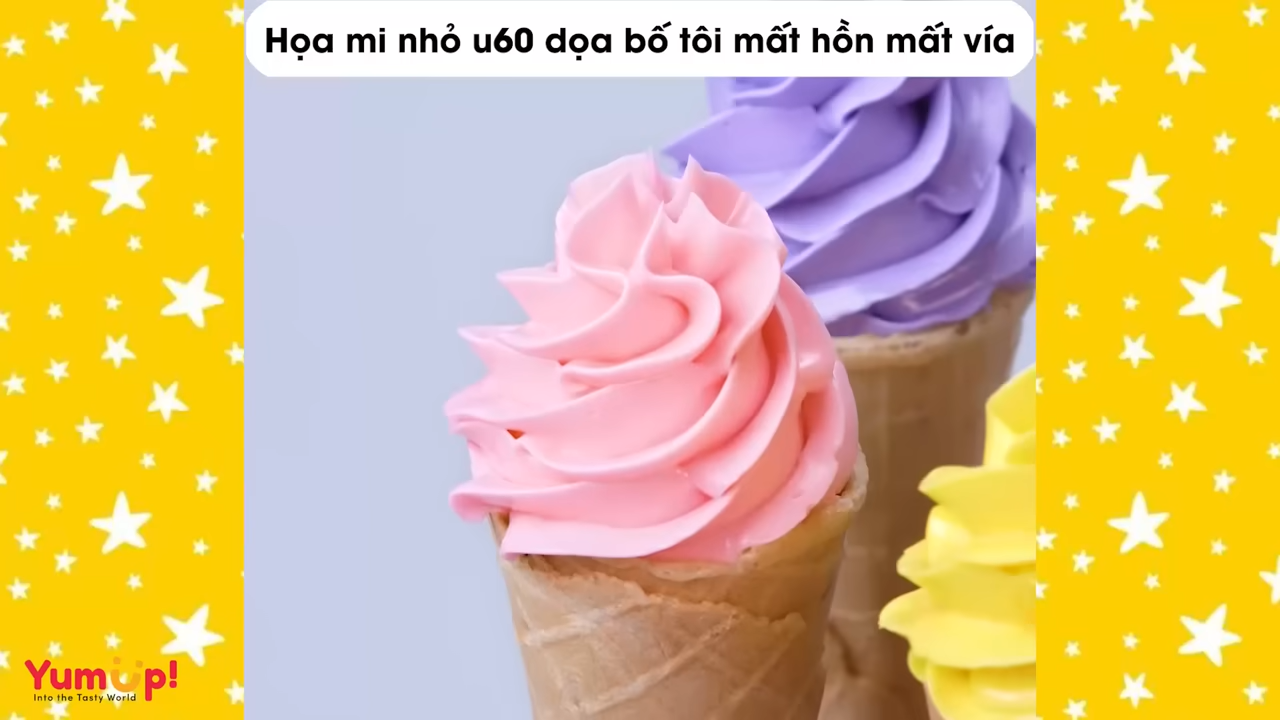 Họa mi nhỏ u60 dọa bố tôi mất hồn mất vía
YumUp!
Into the Tasty World